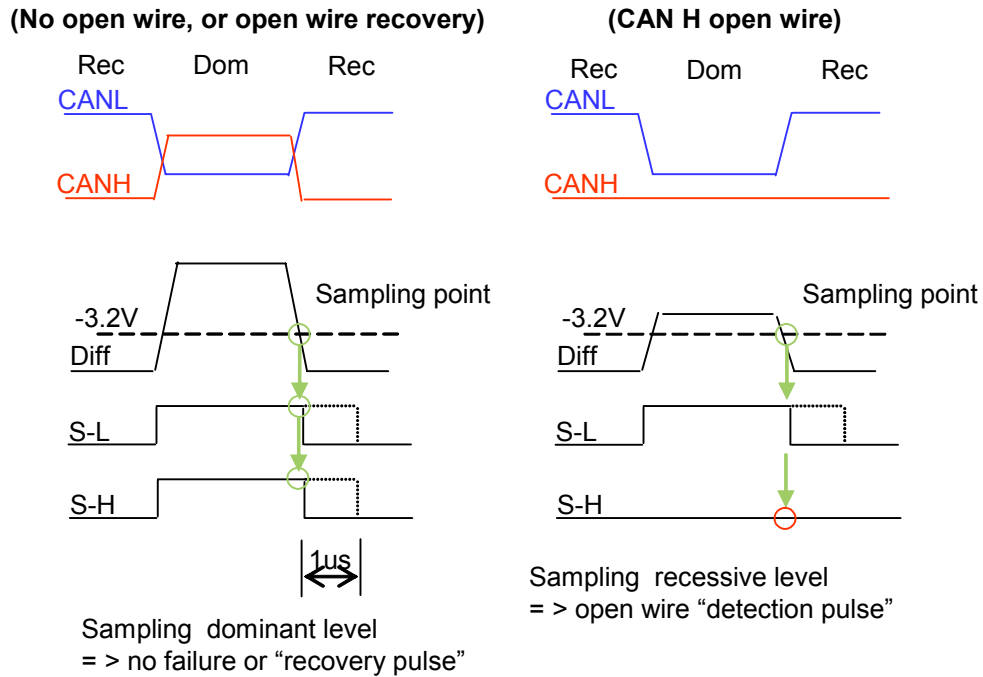 (No open wire, or open wire recovery)
Rec Dom Rec
CANL
CANH
Sampling point
-3.2V
Diff
S-L
S-H
1us
Sampling dominant level
= > no failure or “recovery pulse”
(CAN H open wire)
Rec Dom Rec
CANL
CANH
Sampling point
-3.2V
Diff
S-L
S-H
Sampling recessive level
= > open wire “detection pulse”